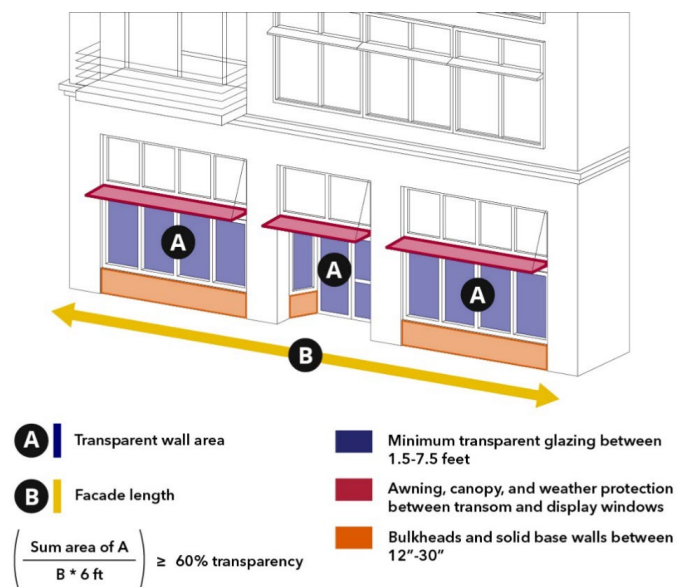 A
A
A
B
A Transparent wall area
B Facade length
Sum area of A
B * 6 ft
≥ 60% transparency
Minimum transparent glazing between
1.5-7.5 feet
Awning, canopy, and weather protection
between transom and display windows
Bulkheads and solid base walls between
12”-30”